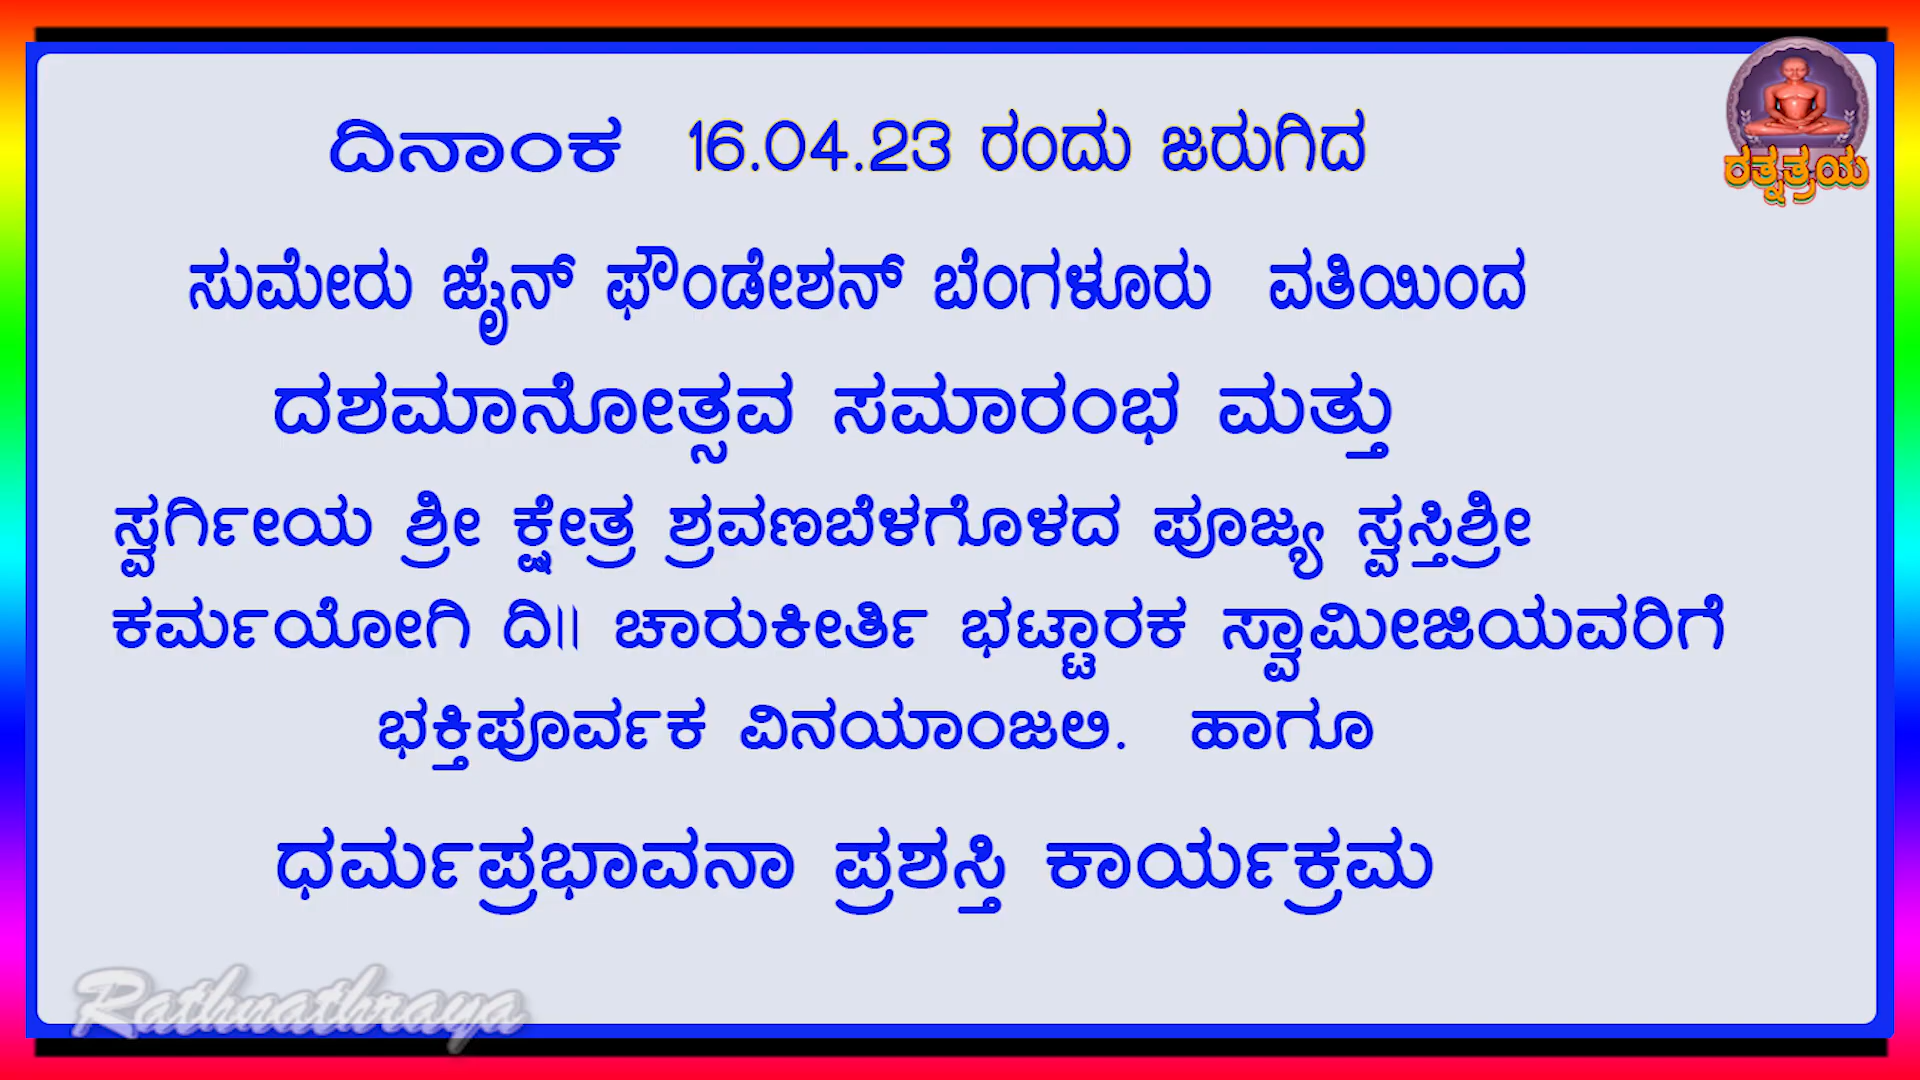 ದಿನಾಂಕ 16.04.23 ರಂದು ಜರುಗಿದ
ರತ್ನತ್ರಯ
ಸುಮೇರು ಜೈನ್ ಫೌಂಡೇಶನ್ ಬೆಂಗಳೂರು ವತಿಯಿಂದ
ದಶಮಾನೋತ್ಸವ ಸಮಾರಂಭ ಮತ್ತು
ಸ್ವರ್ಗೀಯ ಶ್ರೀ ಕ್ಷೇತ್ರ ಶ್ರವಣಬೆಳಗೊಳದ ಪೂಜ್ಯ ಸ್ವಸ್ತಿಶ್ರೀ
ಕರ್ಮಯೋಗಿ ದಿ|| ಚಾರುಕೀರ್ತಿ ಭಟ್ಟಾರಕ ಸ್ವಾಮೀಜಿಯವರಿಗೆ
ಭಕ್ತಿಪೂರ್ವಕ ವಿನಯಾಂಜಲಿ. ಹಾಗೂ
ಧರ್ಮಪ್ರಭಾವನಾ ಪ್ರಶಸ್ತಿ ಕಾರ್ಯಕ್ರಮ
Rathnathraya